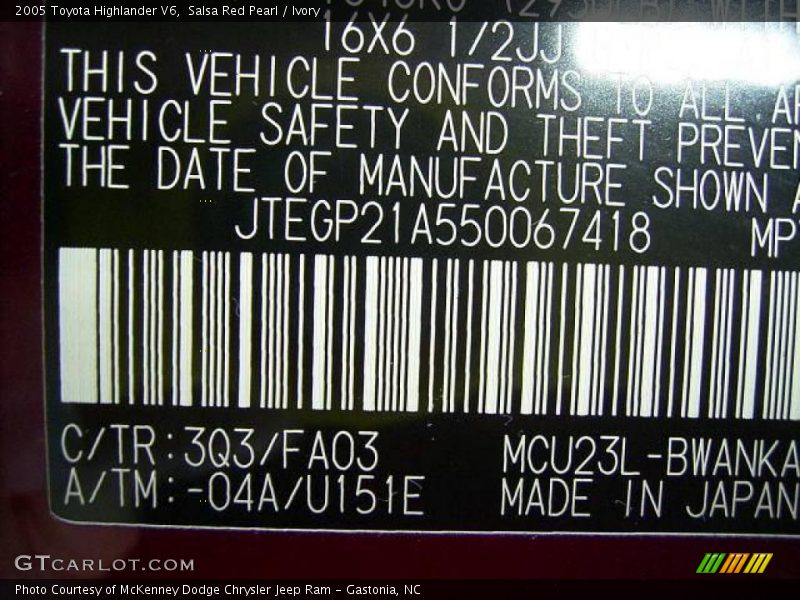 2005 Toyota Highlander V6, Salsa Red Pearl / Ivory
16X6 1/2JJ
THIS VEHICLE CONFORMS TO ALL
VEHICLE SAFETY AND THEFT PREVEN
THE DATE OF MANUFACTURE SHOWN
JTEGP21A550067418 MP
C/TR:3Q3/FA03 MCU23L-BWANKA
A/TM:-04A/U151E MADE IN JAPAN
GTCARLOT.COM
Photo Courtesy of McKenney Dodge Chrysler Jeep Ram - Gastonia, NC